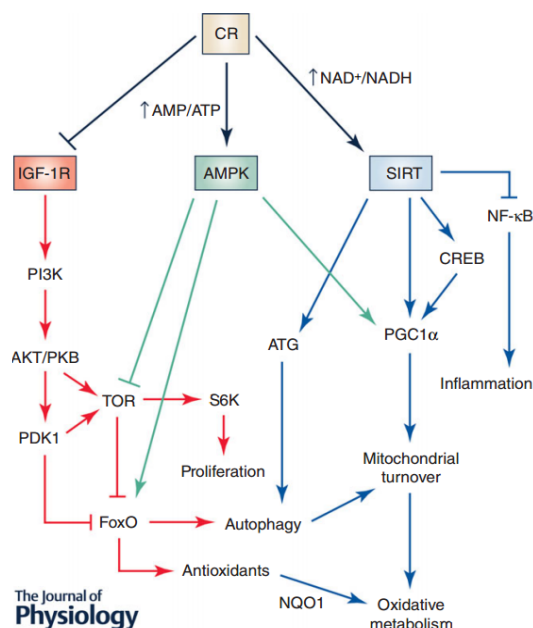 CR
↑NAD+/NADH
↑AMP/ATP
IGF-1R
AMPK
SIRT
NF-κB
CREB
PI3K
ATG
PGC1α
AKT/PKB
TOR
S6K
Inflammation
PDK1
Proliferation
Mitochondrial
turnover
FoxO
Autophagy
Antioxidants
NQO1
Oxidative
metabolism
The Journal of
Physiology